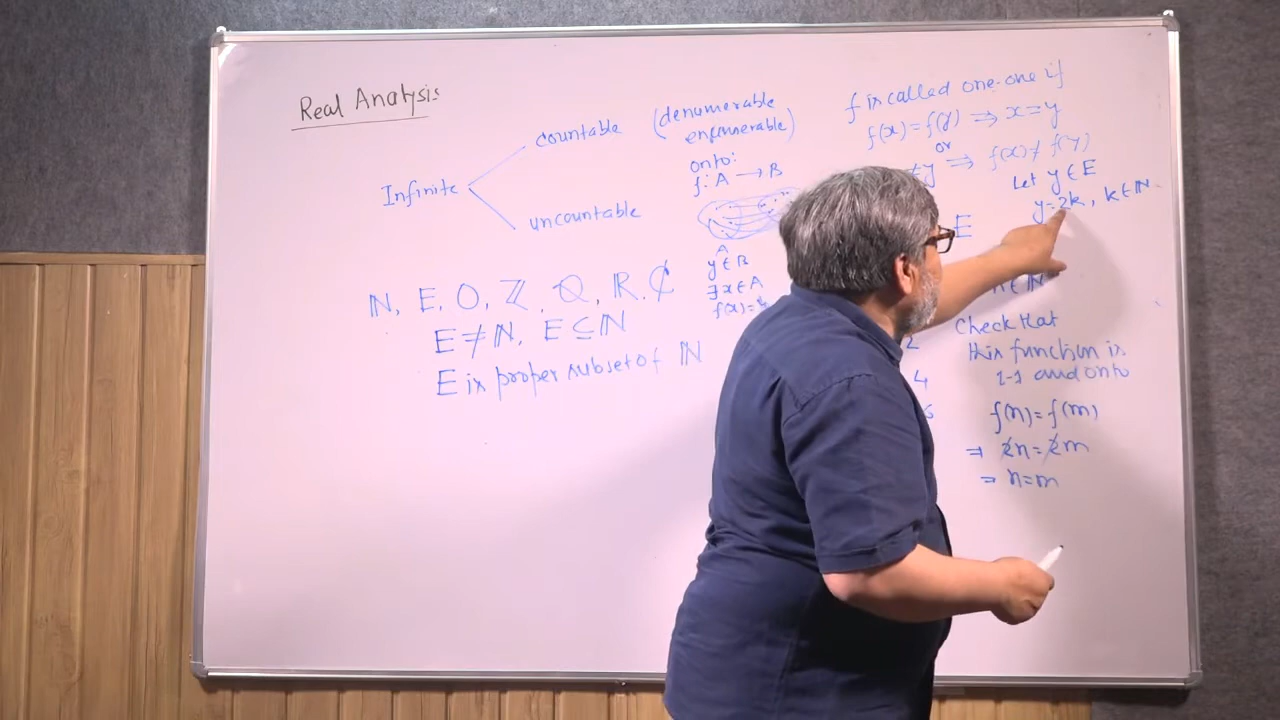 Real Analysis
Infinite
countable (denumerable
enumerable)
uncountable
onto:
f: A → B
A
y ∈ B
∃ x ∈ A
f(x) =
ℕ, E, O, ℤ, ℚ, ℝ, ℂ
E ≠ ℕ, E ⊆ ℕ
E is proper subset of ℕ
f is called one-one if
f(x) = f(y) ⇒ x = y
or
≠ y ⇒ f(x) ≠ f(y)
Let y ∈ E
y = 2k, k ∈ ℕ
E
n ∈ ℕ
2
4
6
Check that
this function is
1-1 and onto
f(n) = f(m)
⇒ 2n = 2m
⇒ n = m